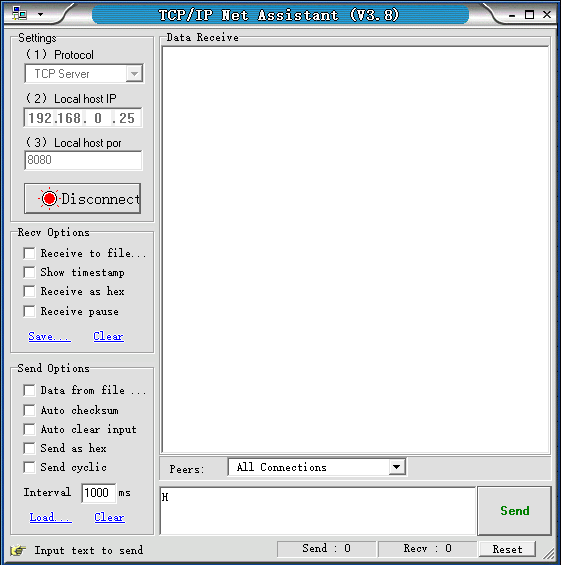 TCP/IP Net Assistant (V3.8)
Settings
(1) Protocol
TCP Server
(2) Local host IP
192.168. 0 .25
(3) Local host por
8080
Disconnect
Recv Options
Receive to file...
Show timestamp
Receive as hex
Receive pause
Save... Clear
Send Options
Data from file ...
Auto checksum
Auto clear input
Send as hex
Send cyclic
Interval 1000 ms
Load... Clear
Data Receive
Peers: All Connections
H
Send
Input text to send
Send : 0
Recv : 0
Reset